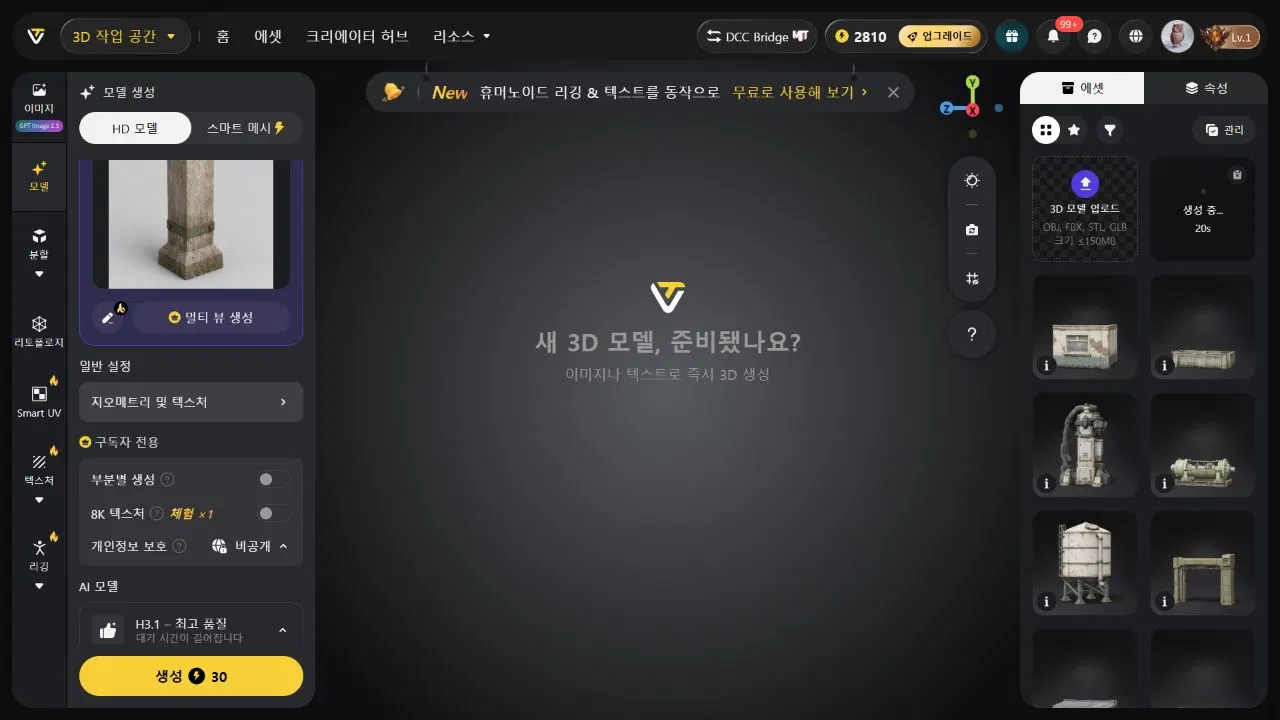 3D 작업 공간
홈
에셋
크리에이터 허브
리소스
DCC Bridge
2810
업그레이드
99+
Lv.1
이미지
GPT Image 2.5
모델
분할
리토폴로지
Smart UV
텍스처
리깅
모델 생성
HD 모델
스마트 메시
멀티 뷰 생성
일반 설정
지오메트리 및 텍스처
구독자 전용
부분별 생성
8K 텍스처 체험 ×1
개인정보 보호
비공개
AI 모델
H3.1 – 최고 품질
대기 시간이 길어집니다
생성 30
New 휴머노이드 리깅 & 텍스트를 동작으로 무료로 사용해 보기
Y
Z
X
?
새 3D 모델, 준비됐나요?
이미지나 텍스트로 즉시 3D 생성
에셋
속성
관리
3D 모델 업로드
OBJ, FBX, STL, GLB
크기 ≤150MB
생성 중...
20s